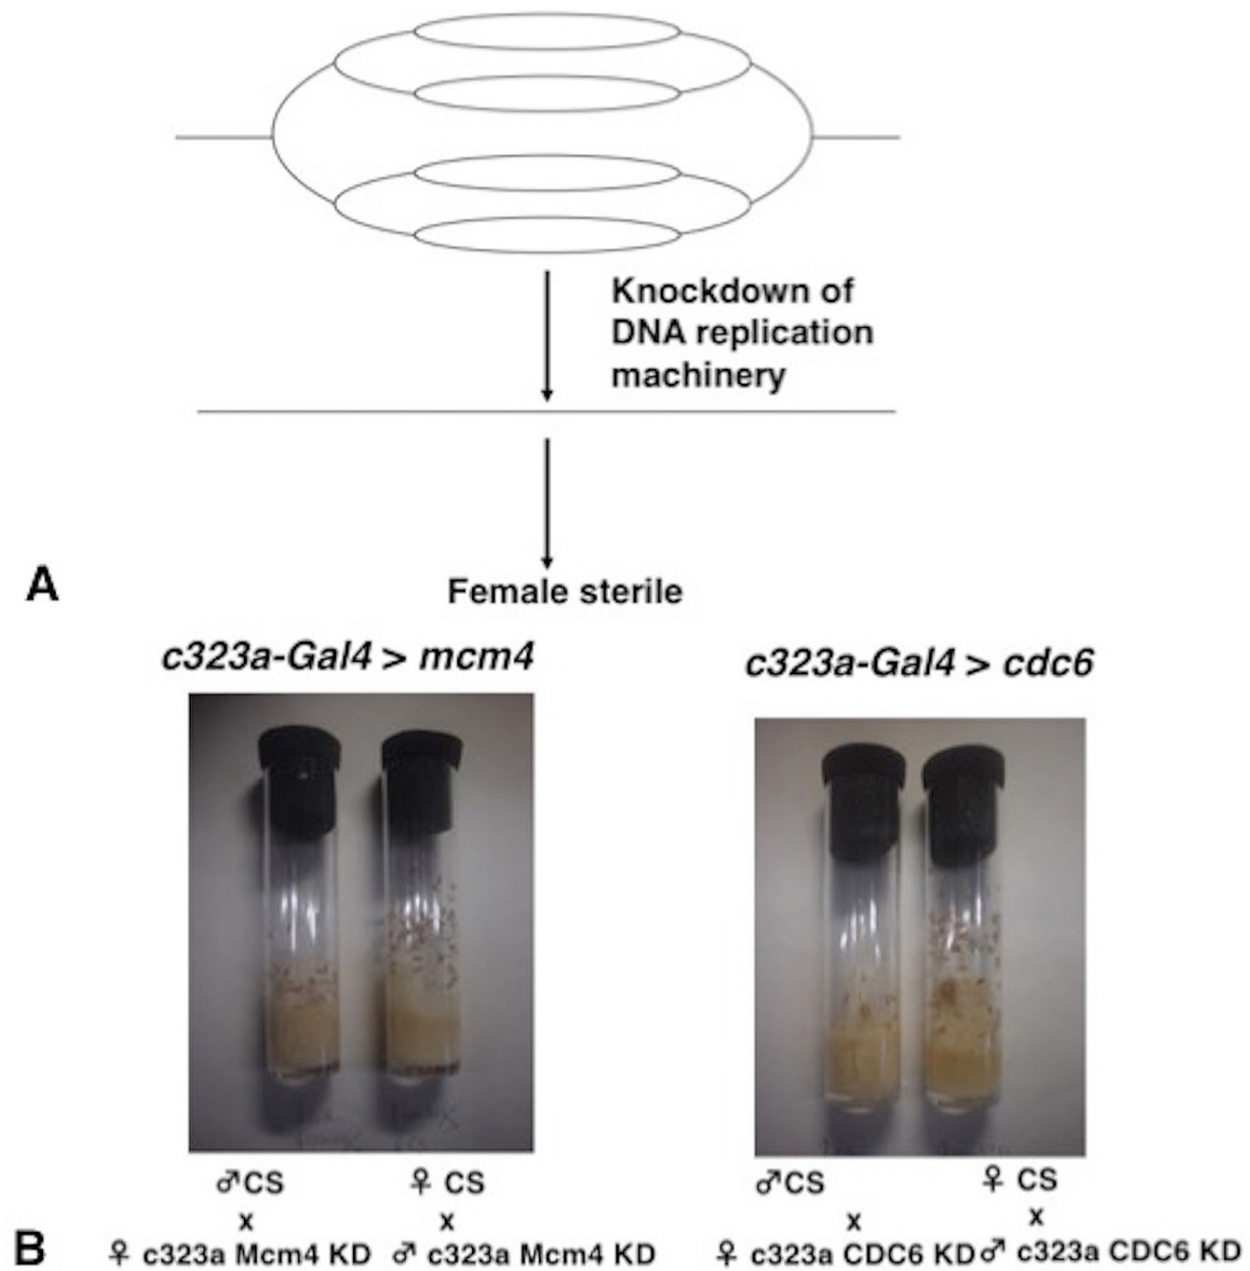 Knockdown of
DNA replication
machinery
A
Female sterile
c323a-Gal4 > mcm4
c323a-Gal4 > cdc6
♂CS
♀ CS
♂CS
♀ CS
x
x
x
x
B
♀ c323a Mcm4 KD
♂ c323a Mcm4 KD
♀ c323a CDC6 KD
♂ c323a CDC6 KD